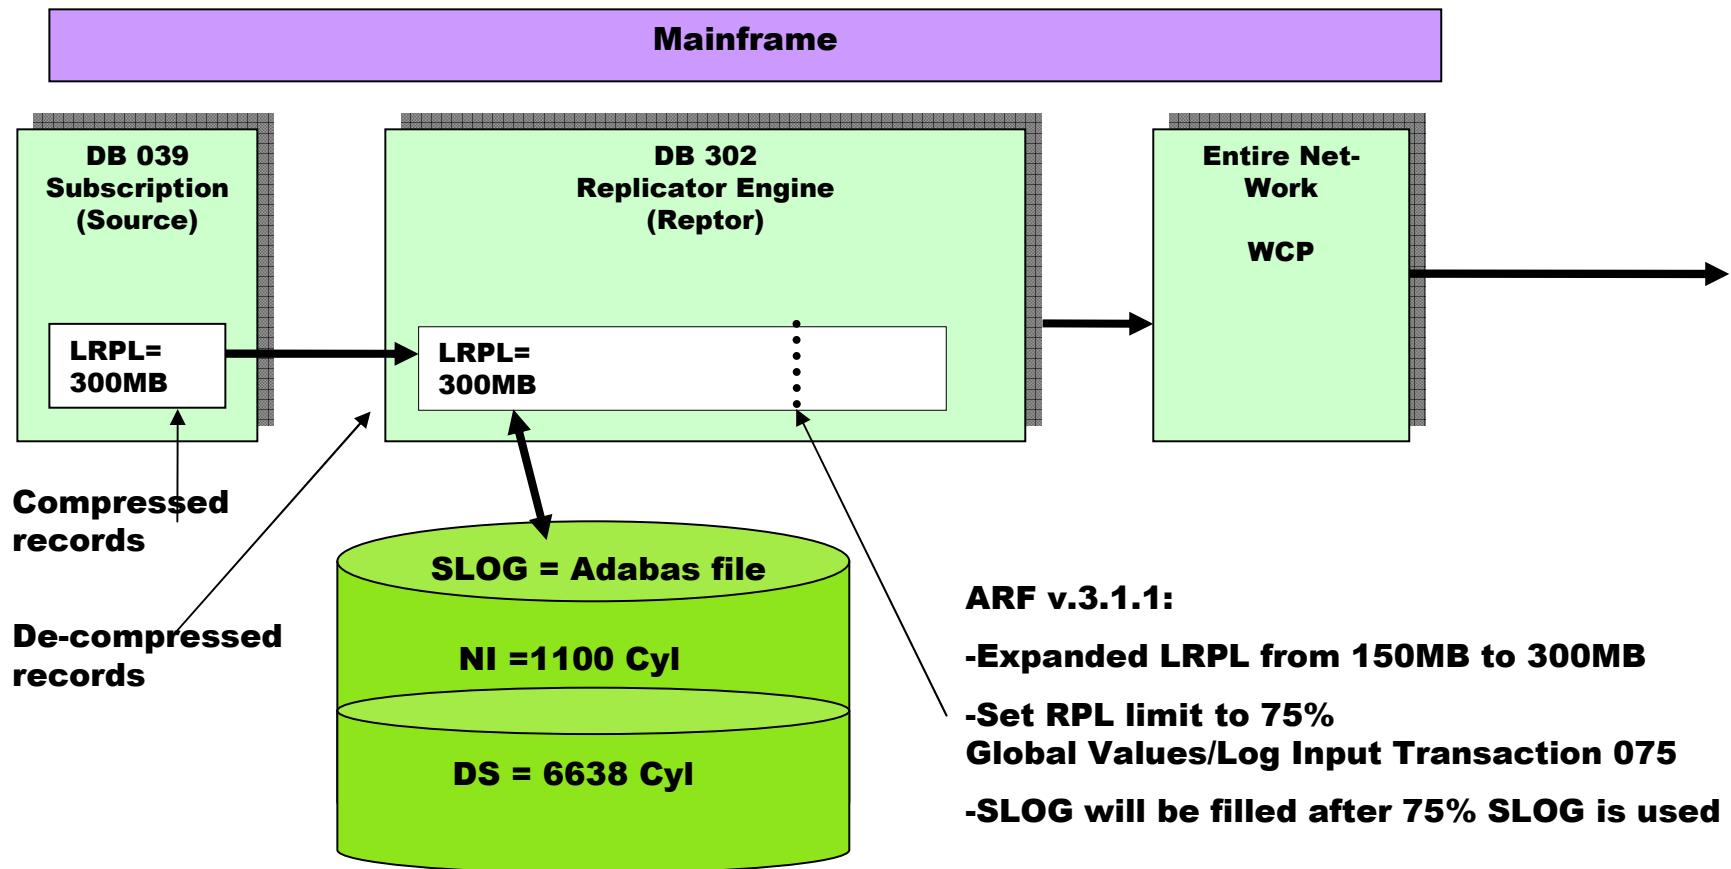 Mainframe
DB 039
Subscription
(Source)
LRPL=
300MB
DB 302
Replicator Engine
(Reptor)
LRPL=
300MB
Entire Net-
Work
WCP
Compressed
records
De-compressed
records
SLOG = Adabas file
NI =1100 Cyl
DS = 6638 Cyl
ARF v.3.1.1:
-Expanded LRPL from 150MB to 300MB
-Set RPL limit to 75%
Global Values/Log Input Transaction 075
-SLOG will be filled after 75% SLOG is used